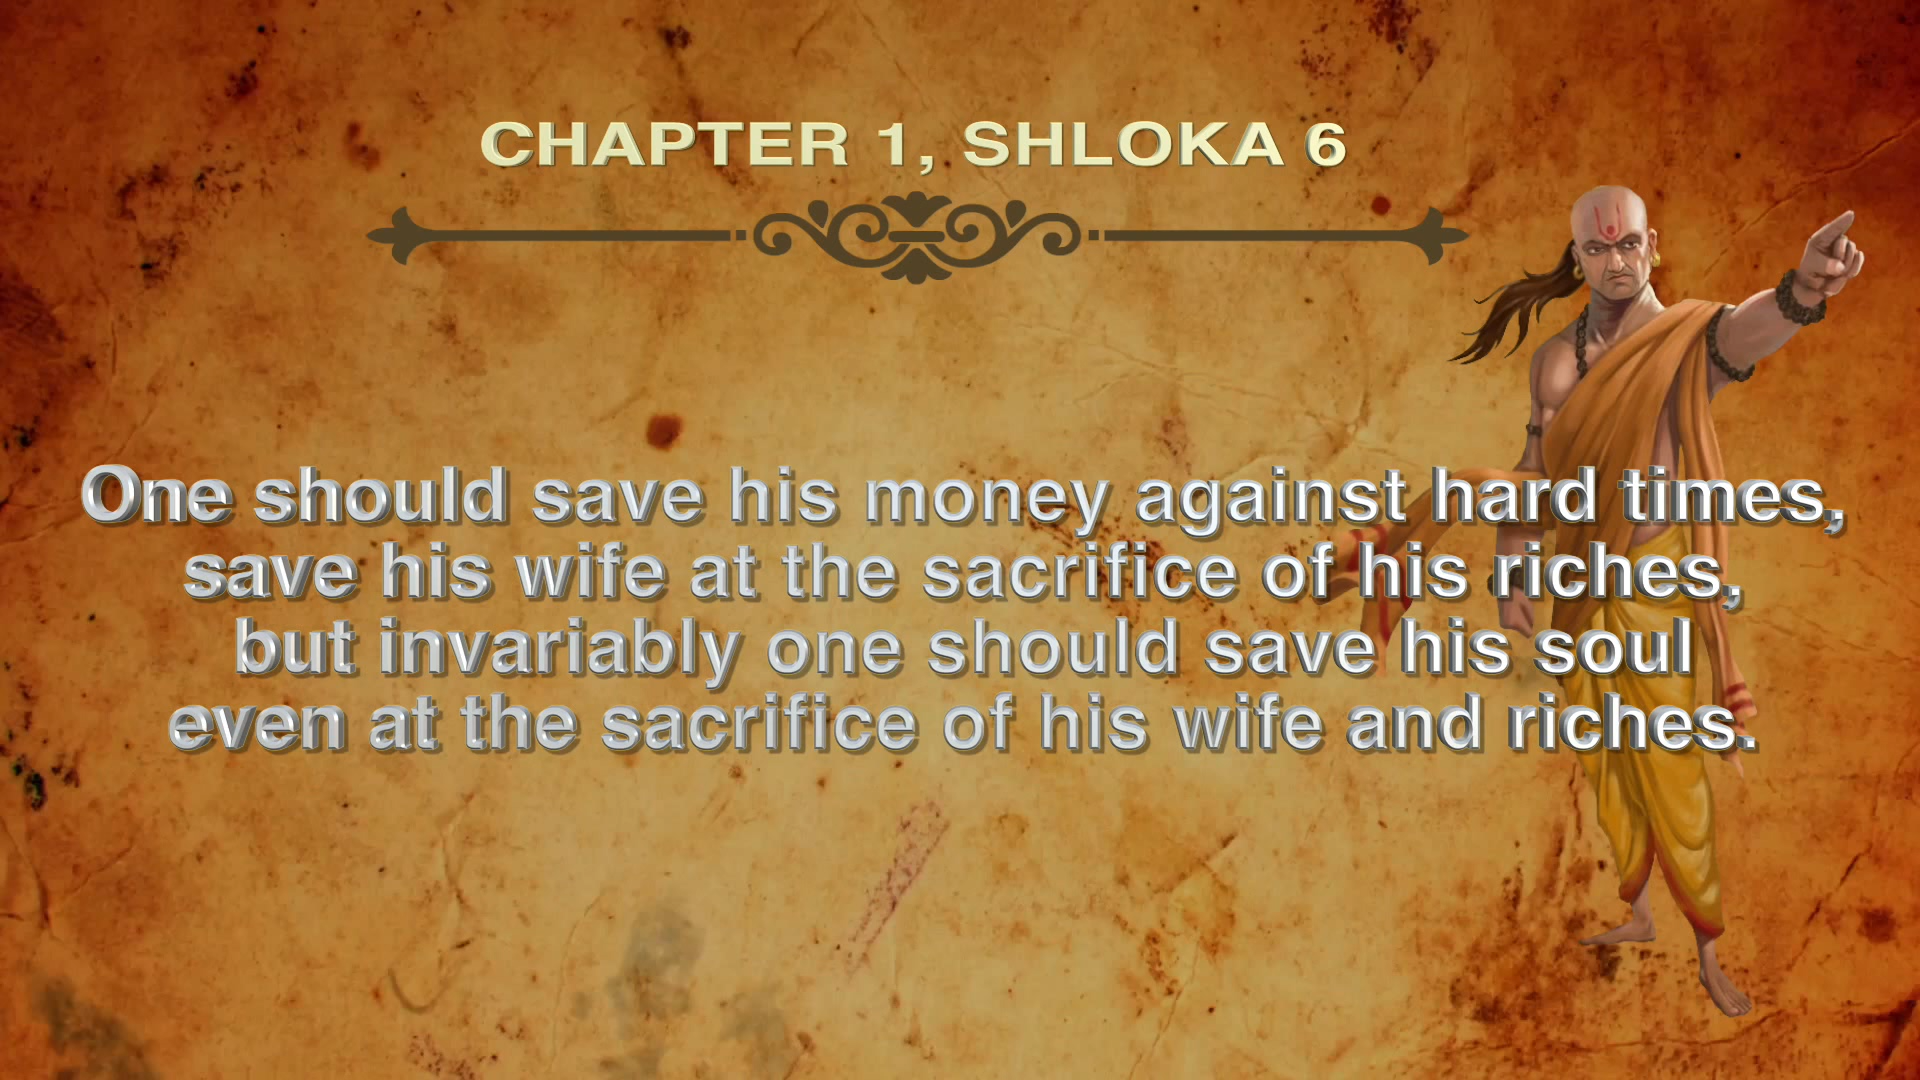 CHAPTER 1, SHLOKA 6
One should save his money against hard times,
save his wife at the sacrifice of his riches,
but invariably one should save his soul
even at the sacrifice of his wife and riches.